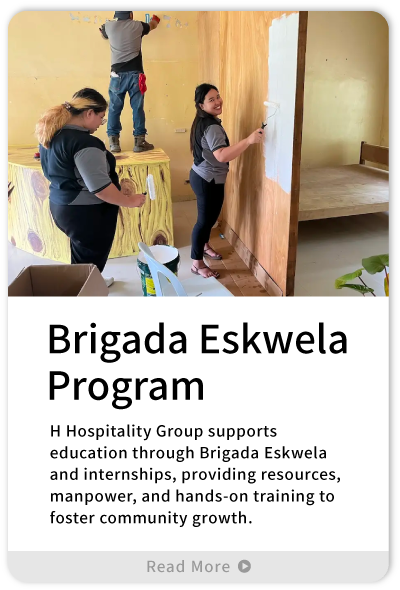 Brigada Eskwela
Program
H Hospitality Group supports
education through Brigada Eskwela
and internships, providing resources,
manpower, and hands-on training to
foster community growth.
Read More